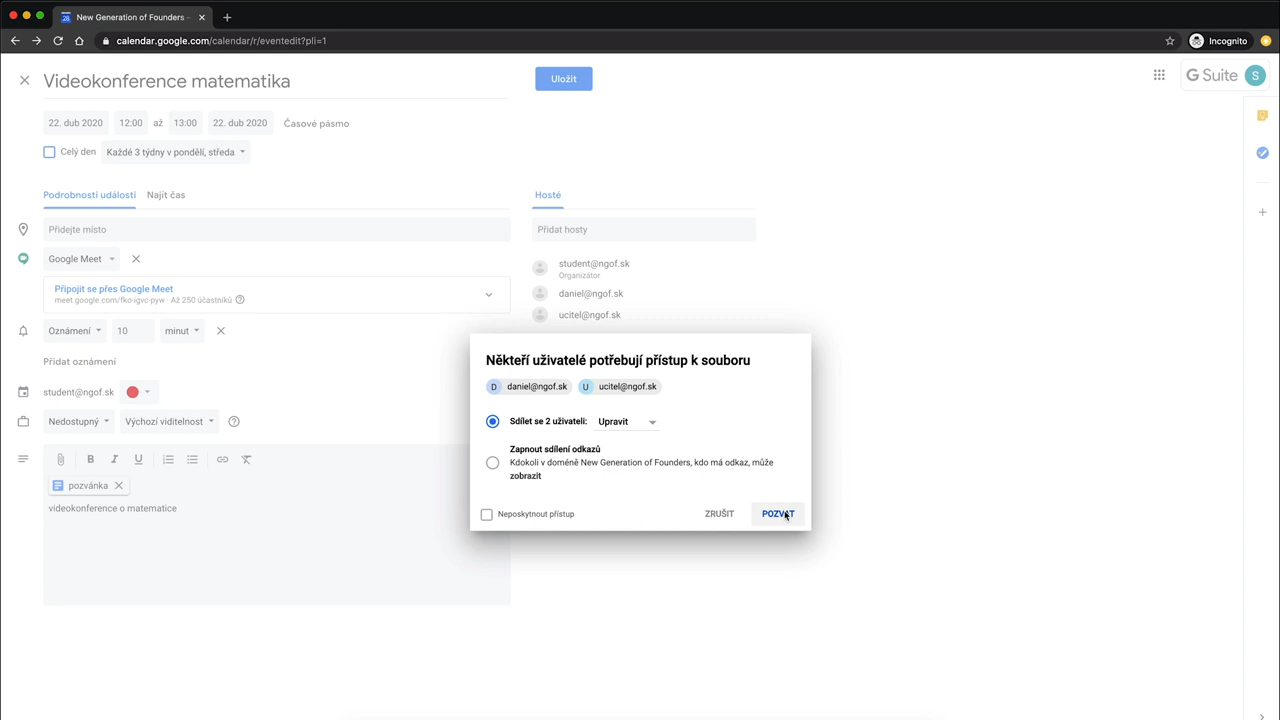 New Generation of Founders -
calendar.google.com/calendar/r/eventedit?pli=1
Incognito
Videokonference matematika
Uložit
G Suite
S
22. dub 2020 12:00 až 13:00 22. dub 2020 Časové pásmo
Celý den Každé 3 týdny v pondělí, středa
Podrobnosti události Najít čas
Hosté
Přidejte místo
Přidat hosty
Google Meet
student@ngof.sk
Organizátor
Připojit se přes Google Meet
meet.google.com/fko-igvc-pyw · Až 250 účastníků
daniel@ngof.sk
ucitel@ngof.sk
Oznámení 10 minut
Přidat oznámení
student@ngof.sk
Nedostupný Výchozí viditelnost
B I U
pozvánka
videokonference o matematice
Někteří uživatelé potřebují přístup k souboru
D daniel@ngof.sk U ucitel@ngof.sk
Sdílet se 2 uživateli: Upravit
Zapnout sdílení odkazů
Kdokoli v doméně New Generation of Founders, kdo má odkaz, může
zobrazit
Neposkytnout přístup ZRUŠIT POZVAT